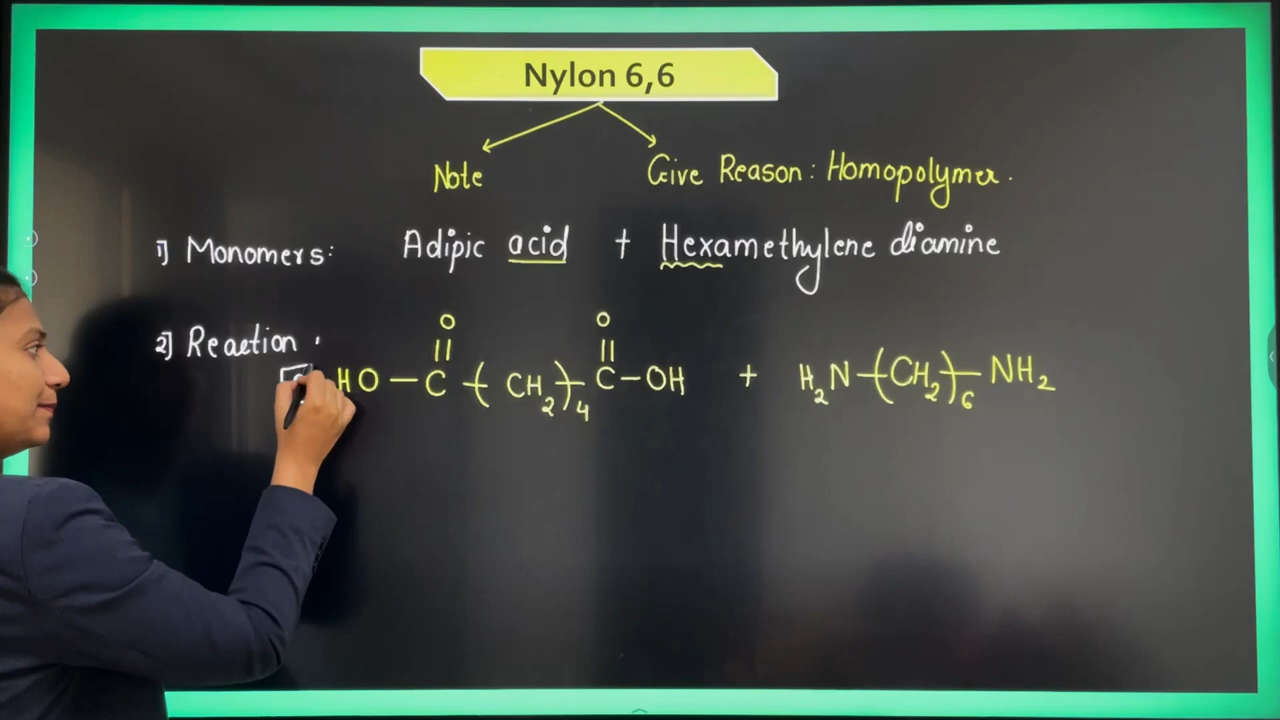 Nylon 6,6
Note
Give Reason: Homopolymer.
1) Monomers: Adipic acid + Hexamethylene diamine
2) Reaction :
O O
|| ||
HO — C —( CH2 )—4 C — OH + H2N —( CH2 )—6 NH2